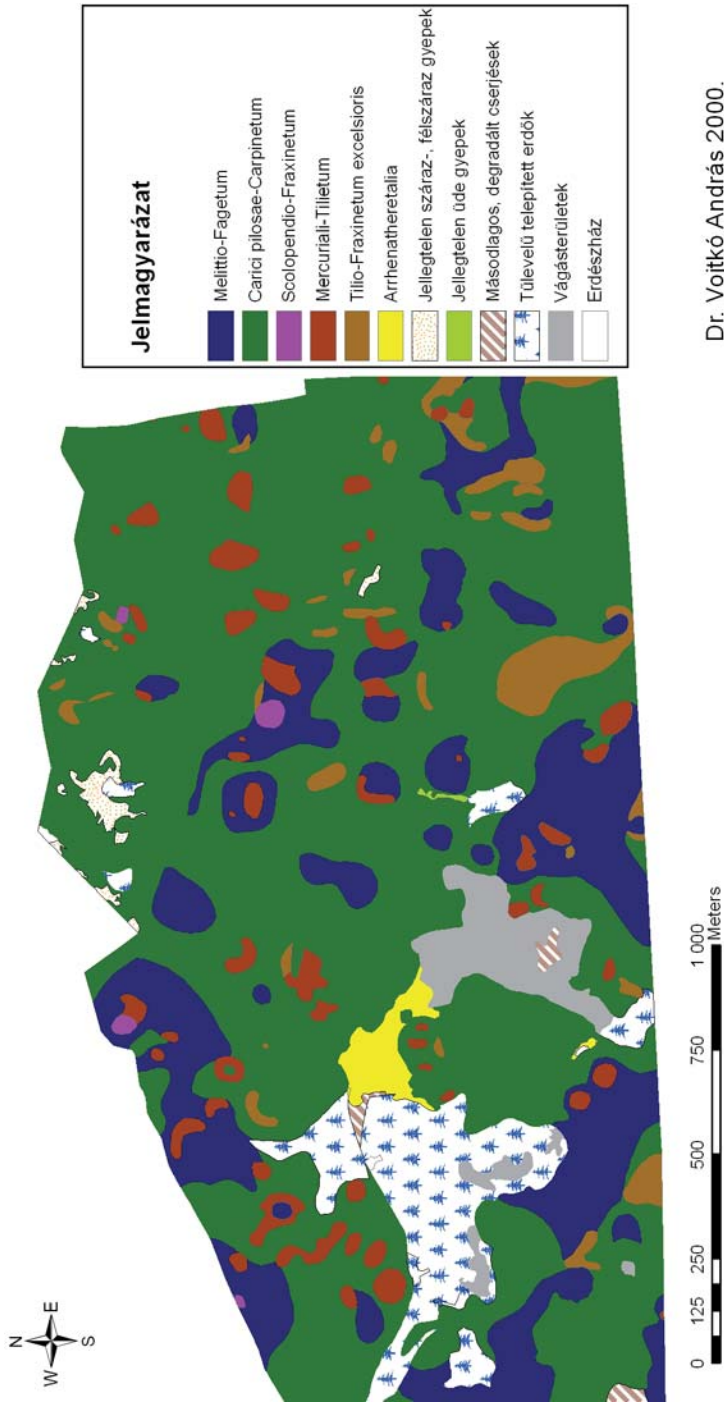 N
W E
S
Jelmagyarázat
Melittio-Fagetum
Carici pilosae-Carpinetum
Scolopendio-Fraxinetum
Mercuriali-Tilietum
Tilio-Fraxinetum excelsioris
Arrhenatheretalia
Jellegtelen száraz-, félszáraz gyepek
Jellegtelen üde gyepek
Másodlagos, degradált cserjések
Tűlevelű telepített erdők
Vágásterületek
Erdészház
0 125 250 500 750 1 000
Meters
Dr. Voitkó András 2000.